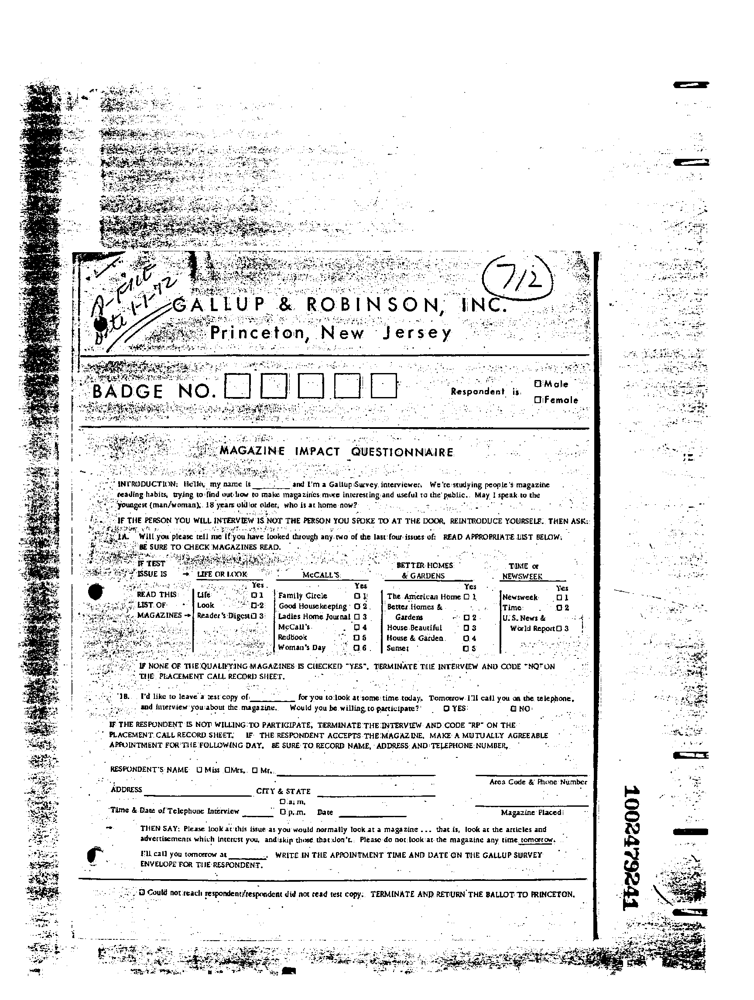 D-File
Date 1-1-72
712
GALLUP & ROBINSON, INC.
Princeton, New Jersey
BADGE NO. Respondent is: Male
Female
MAGAZINE IMPACT QUESTIONNAIRE
INTRODUCTION: Hello, my name is ________ and I'm a Gallup Survey interviewer. We're studying people's magazine
reading habits, trying to find out how to make magazines more interesting and useful to the public. May I speak to the
youngest (man/woman), 18 years old or older, who is at home now?
IF THE PERSON YOU WILL INTERVIEW IS NOT THE PERSON YOU SPOKE TO AT THE DOOR, REINTRODUCE YOURSELF. THEN ASK:
1A. Will you please tell me if you have looked through any two of the last four issues of: READ APPROPRIATE LIST BELOW.
BE SURE TO CHECK MAGAZINES READ.
IF TEST ISSUE IS → LIFE OR LOOK McCALL'S BETTER HOMES & GARDENS TIME or NEWSWEEK
Yes Yes Yes Yes
READ THIS LIST OF MAGAZINES →
Life 1
Look 2
Reader's Digest 3
Family Circle 1
Good Housekeeping 2
Ladies Home Journal 3
McCall's 4
Redbook 5
Woman's Day 6
The American Home 1
Better Homes &
Gardens 2
House Beautiful 3
House & Garden 4
Sunset 5
Newsweek 1
Time 2
U.S. News &
World Report 3
IF NONE OF THE QUALIFYING MAGAZINES IS CHECKED "YES", TERMINATE THE INTERVIEW AND CODE "NQ" ON
THE PLACEMENT CALL RECORD SHEET.
1B. I'd like to leave a test copy of ________ for you to look at some time today. Tomorrow I'll call you on the telephone,
and interview you about the magazine. Would you be willing to participate? YES NO
IF THE RESPONDENT IS NOT WILLING TO PARTICIPATE, TERMINATE THE INTERVIEW AND CODE "RP" ON THE
PLACEMENT CALL RECORD SHEET. IF THE RESPONDENT ACCEPTS THE MAGAZINE, MAKE A MUTUALLY AGREEABLE
APPOINTMENT FOR THE FOLLOWING DAY. BE SURE TO RECORD NAME, ADDRESS AND TELEPHONE NUMBER.
RESPONDENT'S NAME Miss Mrs. Mr.
Area Code & Phone Number
ADDRESS CITY & STATE
a.m.
Time & Date of Telephone Interview p.m. Date Magazine Placed
THEN SAY: Please look at this issue as you would normally look at a magazine ... that is, look at the articles and
advertisements which interest you, and skip those that don't. Please do not look at the magazine any time tomorrow.
I'll call you tomorrow at ________. WRITE IN THE APPOINTMENT TIME AND DATE ON THE GALLUP SURVEY
ENVELOPE FOR THE RESPONDENT.
Could not reach respondent/respondent did not read test copy. TERMINATE AND RETURN THE BALLOT TO PRINCETON.
1002479241